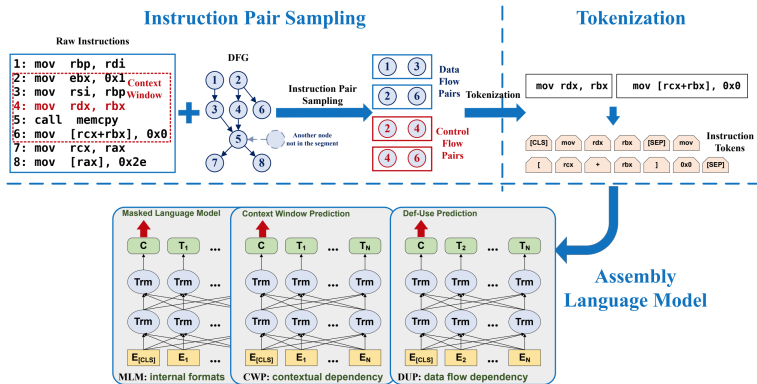 Instruction Pair Sampling
Tokenization
Raw Instructions
1: mov rbp, rdi
2: mov ebx, 0x1
3: mov rsi, rbp
4: mov rdx, rbx
5: call memcpy
6: mov [rcx+rbx], 0x0
7: mov rcx, rax
8: mov [rax], 0x2e
Context
Window
DFG
1 2
3 4 6
5
7 8
Another node
not in the segment
Instruction Pair
Sampling
1 3
2 6
2 4
4 6
Data
Flow
Pairs
Control
Flow
Pairs
Tokenization
mov rdx, rbx
mov [rcx+rbx], 0x0
[CLS] mov rdx rbx [SEP] mov
[ rcx + rbx ] 0x0 [SEP]
Instruction
Tokens
Masked Language Model
C T1 ...
Trm Trm ...
Trm Trm ...
E[CLS] E1 ...
MLM: internal formats
Context Window Prediction
C T1 ... TN
Trm Trm ... Trm
Trm Trm ... Trm
E[CLS] E1 ... EN
CWP: contextual dependency
Def-Use Prediction
C T2 ... TN
Trm Trm ... Trm
Trm Trm ... Trm
E[CLS] E2 ... EN
DUP: data flow dependency
Assembly
Language Model